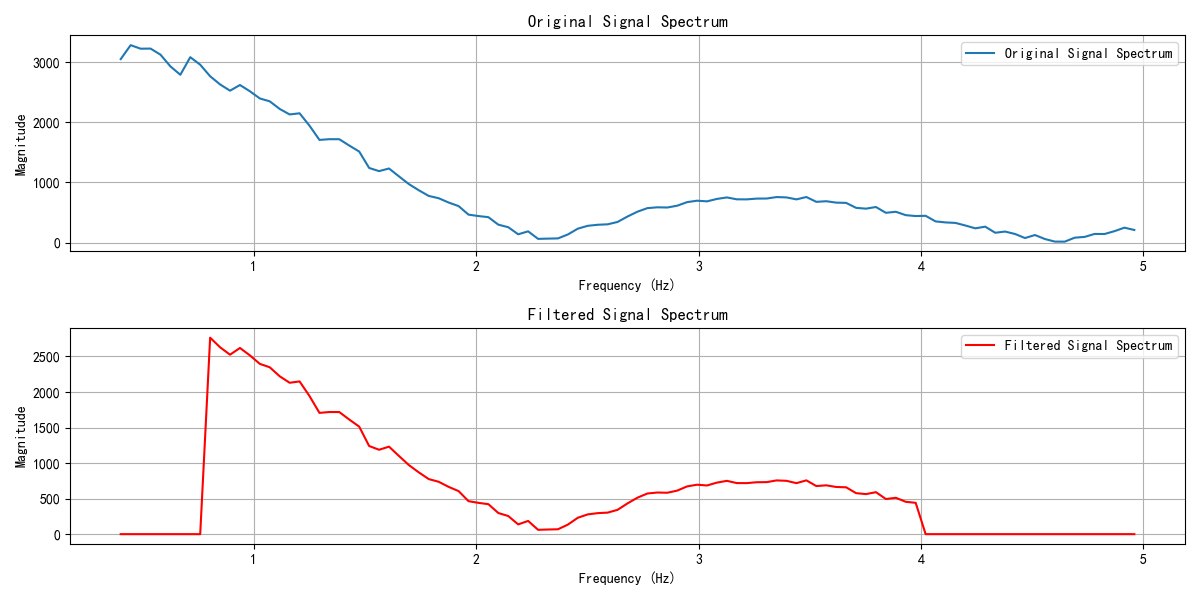 Original Signal Spectrum
Original Signal Spectrum
3000
2000
1000
0
Magnitude
1 2 3 4 5
Frequency (Hz)
Filtered Signal Spectrum
Filtered Signal Spectrum
2500
2000
1500
1000
500
0
Magnitude
1 2 3 4 5
Frequency (Hz)